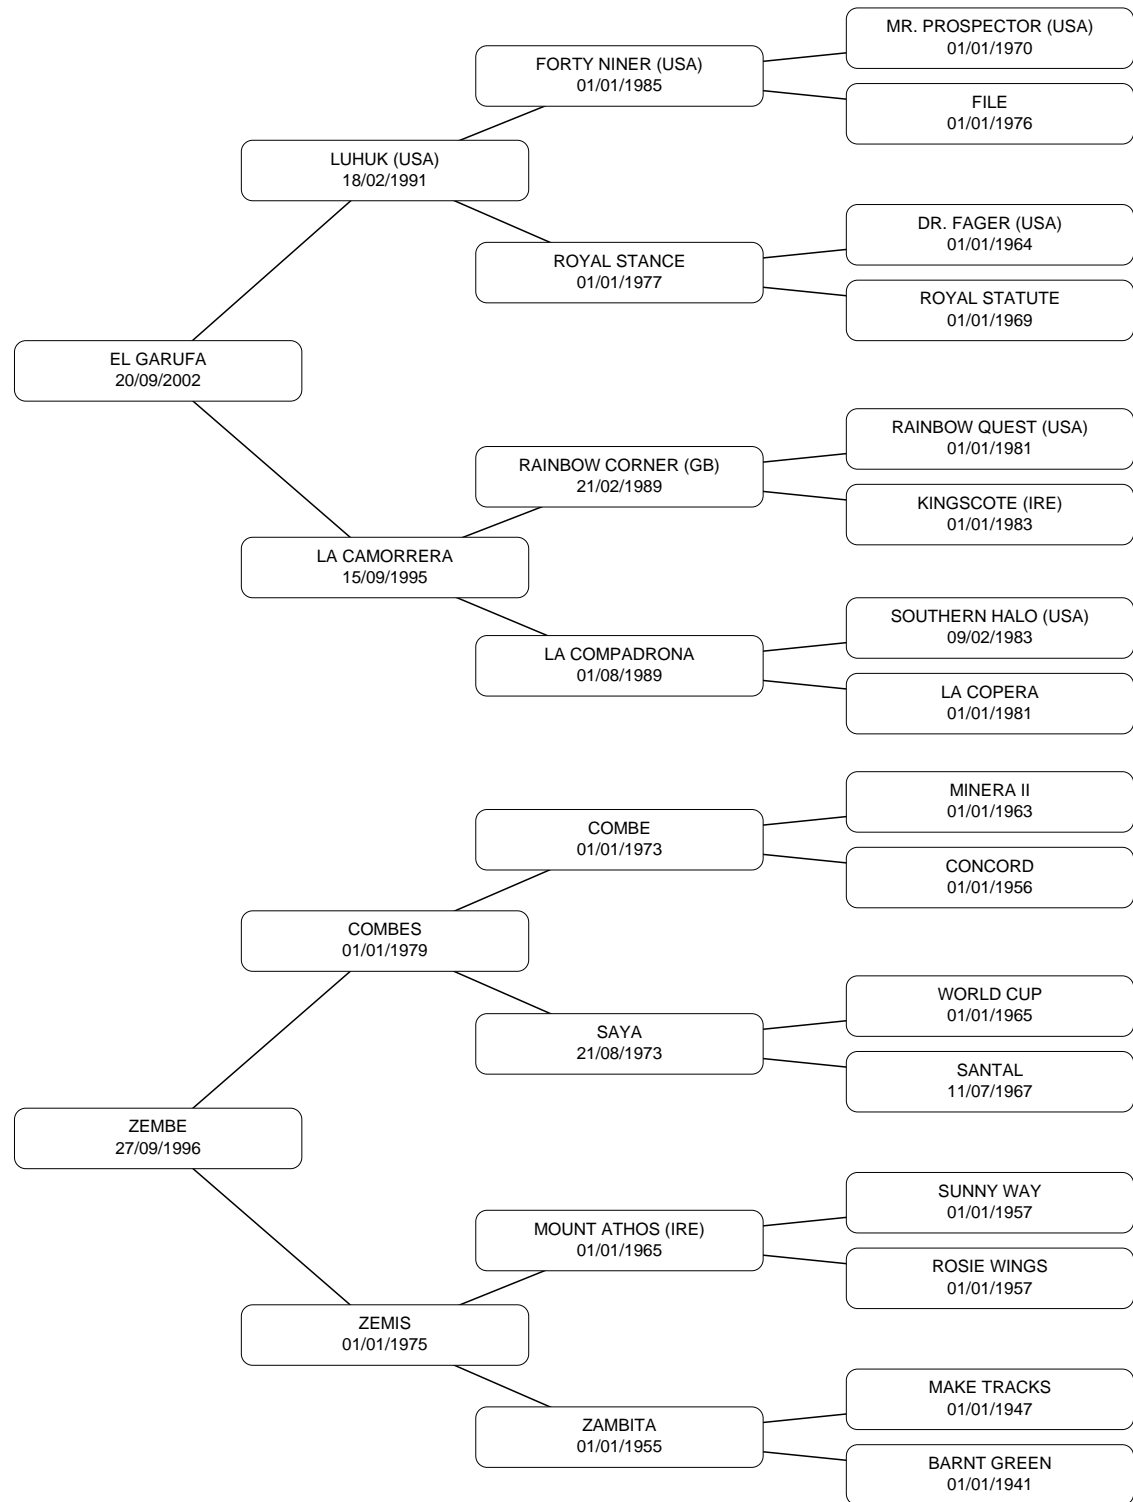 MR. PROSPECTOR (USA)
01/01/1970
FORTY NINER (USA)
01/01/1985
FILE
01/01/1976
LUHUK (USA)
18/02/1991
DR. FAGER (USA)
01/01/1964
ROYAL STANCE
01/01/1977
ROYAL STATUTE
01/01/1969
EL GARUFA
20/09/2002
RAINBOW QUEST (USA)
01/01/1981
RAINBOW CORNER (GB)
21/02/1989
KINGSCOTE (IRE)
01/01/1983
LA CAMORRERA
15/09/1995
SOUTHERN HALO (USA)
09/02/1983
LA COMPADRONA
01/08/1989
LA COPERA
01/01/1981
MINERA II
01/01/1963
COMBE
01/01/1973
CONCORD
01/01/1956
COMBES
01/01/1979
WORLD CUP
01/01/1965
SAYA
21/08/1973
SANTAL
11/07/1967
ZEMBE
27/09/1996
SUNNY WAY
01/01/1957
MOUNT ATHOS (IRE)
01/01/1965
ROSIE WINGS
01/01/1957
ZEMIS
01/01/1975
MAKE TRACKS
01/01/1947
ZAMBITA
01/01/1955
BARNT GREEN
01/01/1941